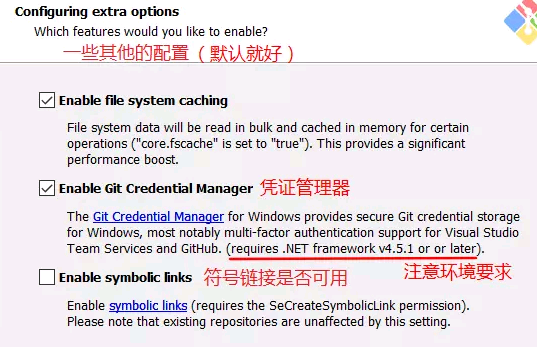 Configuring extra options
Which features would you like to enable?
一些其他的配置（默认就好）
Enable file system caching
File system data will be read in bulk and cached in memory for certain
operations ("core.fscache" is set to "true"). This provides a significant
performance boost.
Enable Git Credential Manager 凭证管理器
The Git Credential Manager for Windows provides secure Git credential storage
for Windows, most notably multi-factor authentication support for Visual Studio
Team Services and GitHub. (requires .NET framework v4.5.1 or or later).
注意环境要求
Enable symbolic links 符号链接是否可用
Enable symbolic links (requires the SeCreateSymbolicLink permission).
Please note that existing repositories are unaffected by this setting.